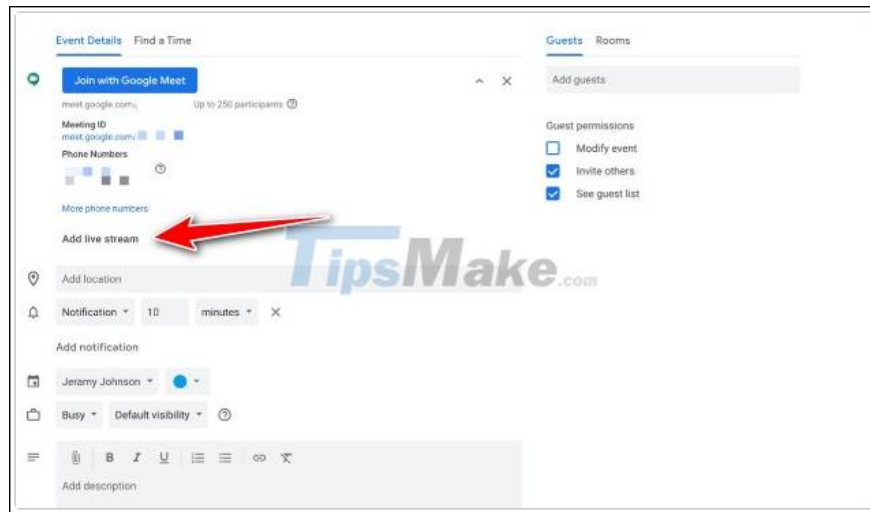 Event Details Find a Time
Join with Google Meet
meet.google.com/ Up to 250 participants
Meeting ID
meet.google.com/
Phone Numbers
More phone numbers
Add live stream
Add location
Notification 10 minutes
Add notification
Jeramy Johnson
Busy Default visibility
B I U
Add description
Guests Rooms
Add guests
Guest permissions
Modify event
Invite others
See guest list
TipsMake.com